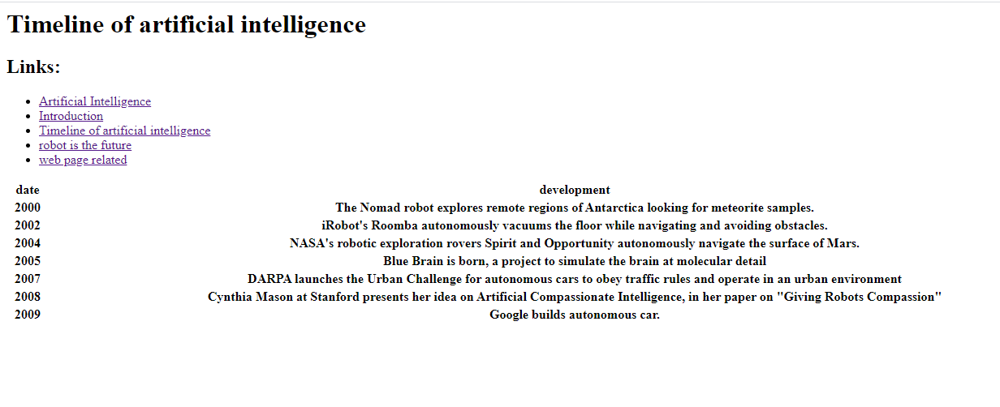 Timeline of artificial intelligence
Links:
Artificial Intelligence
Introduction
Timeline of artificial intelligence
robot is the future
web page related
date development
2000 The Nomad robot explores remote regions of Antarctica looking for meteorite samples.
2002 iRobot's Roomba autonomously vacuums the floor while navigating and avoiding obstacles.
2004 NASA's robotic exploration rovers Spirit and Opportunity autonomously navigate the surface of Mars.
2005 Blue Brain is born, a project to simulate the brain at molecular detail
2007 DARPA launches the Urban Challenge for autonomous cars to obey traffic rules and operate in an urban environment
2008 Cynthia Mason at Stanford presents her idea on Artificial Compassionate Intelligence, in her paper on "Giving Robots Compassion"
2009 Google builds autonomous car.